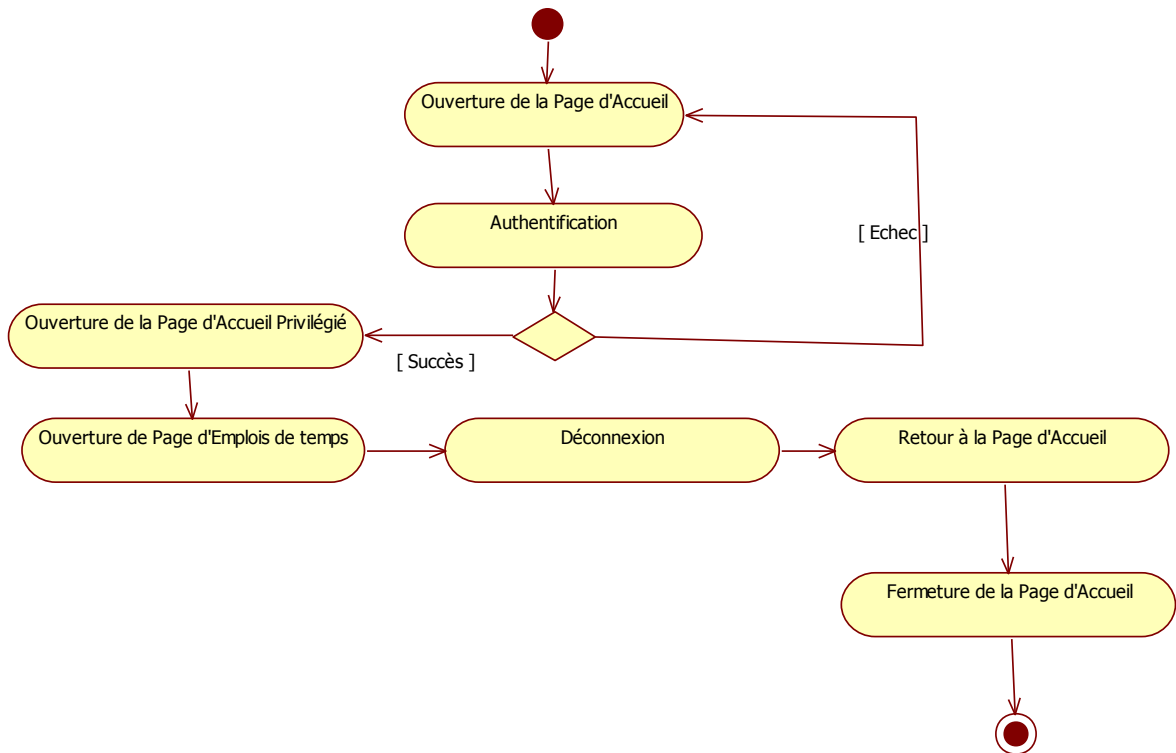 Ouverture de la Page d'Accueil
Authentification
[ Echec ]
Ouverture de la Page d'Accueil Privilégié
[ Succès ]
Ouverture de Page d'Emplois de temps
Déconnexion
Retour à la Page d'Accueil
Fermeture de la Page d'Accueil